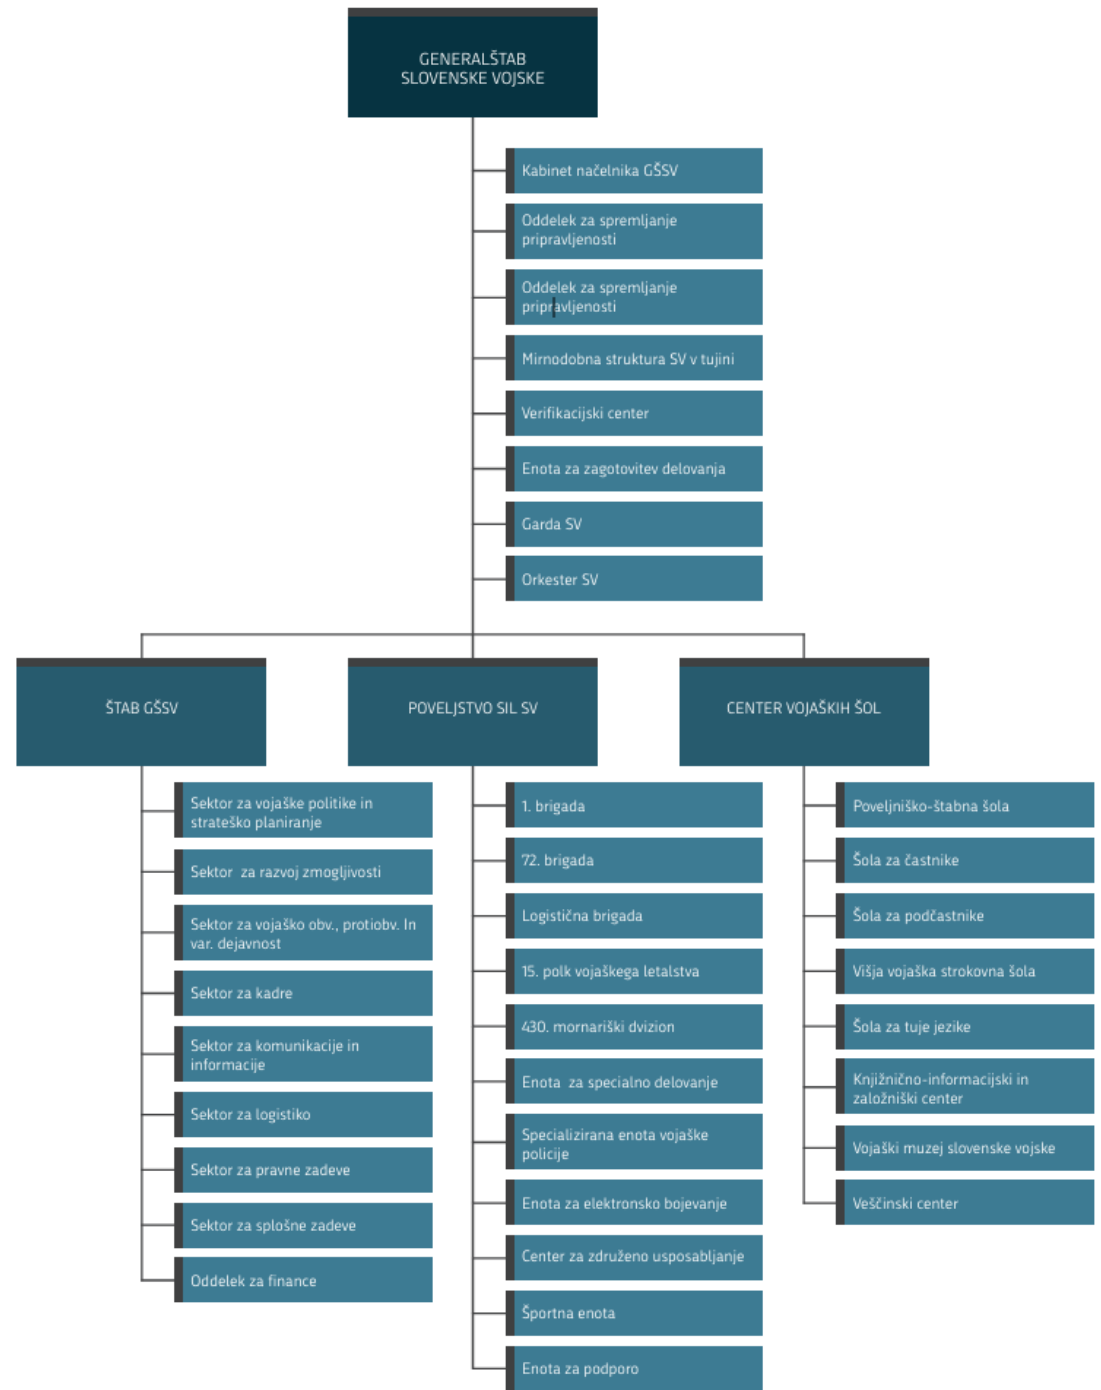 GENERALŠTAB
SLOVENSKE VOJSKE
Kabinet načelnika GŠSV
Oddelek za spremljanje
pripravljenosti
Oddelek za spremljanje
pripravljenosti
Mirnodobna struktura SV v tujini
Verifikacijski center
Enota za zagotovitev delovanja
Garda SV
Orkester SV
ŠTAB GŠSV
Sektor za vojaške politike in
strateško planiranje
Sektor za razvoj zmogljivosti
Sektor za vojaško obv., protiobv. In
var. dejavnost
Sektor za kadre
Sektor za komunikacije in
informacije
Sektor za logistiko
Sektor za pravne zadeve
Sektor za splošne zadeve
Oddelek za finance
POVELJSTVO SIL SV
1. brigada
72. brigada
Logistična brigada
15. polk vojaškega letalstva
430. mornariški dvizion
Enota za specialno delovanje
Specializirana enota vojaške
policije
Enota za elektronsko bojevanje
Center za združeno usposabljanje
Športna enota
Enota za podporo
CENTER VOJAŠKIH ŠOL
Poveljniško-štabna šola
Šola za častnike
Šola za podčastnike
Višja vojaška strokovna šola
Šola za tuje jezike
Knjižnično-informacijski in
založniški center
Vojaški muzej slovenske vojske
Veščinski center